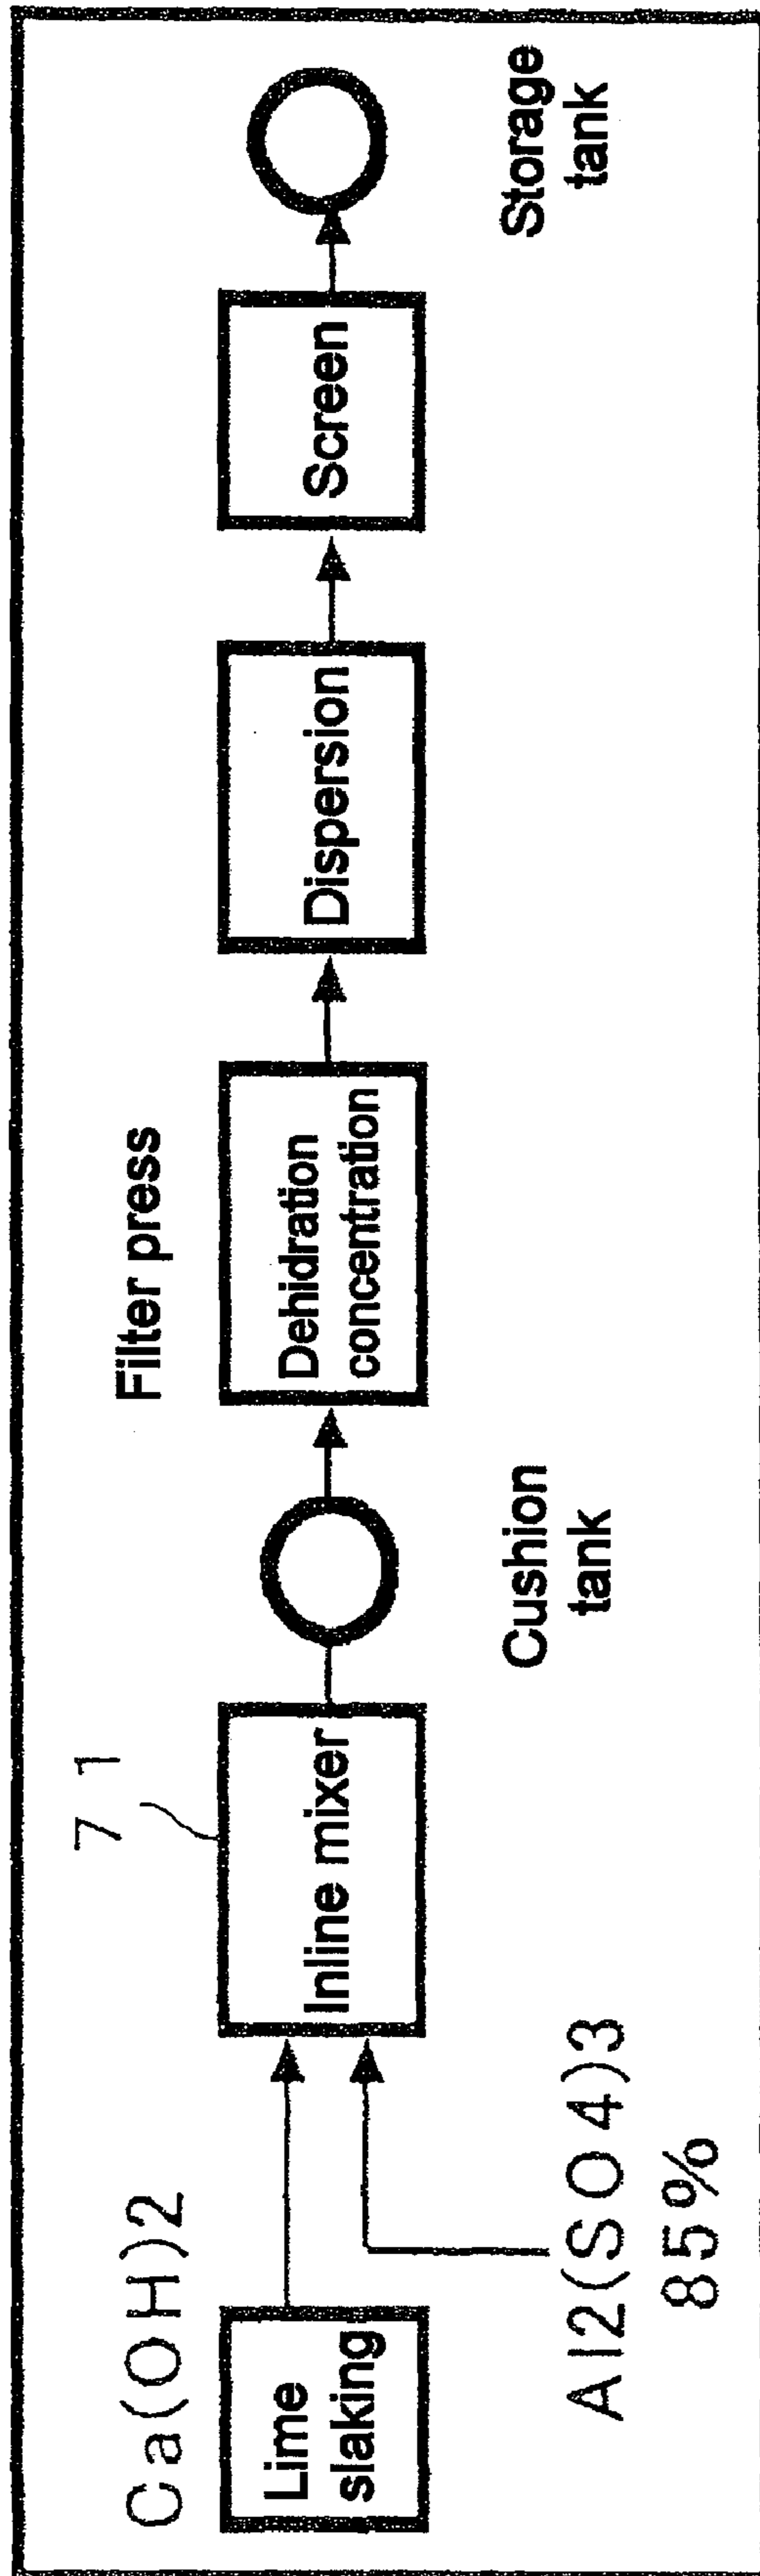 Ca(OH)2
Lime
slaking
Al2(SO4)3
85%
71
Inline mixer
Cushion
tank
Filter press
Dehidration
concentration
Dispersion
Screen
Storage
tank